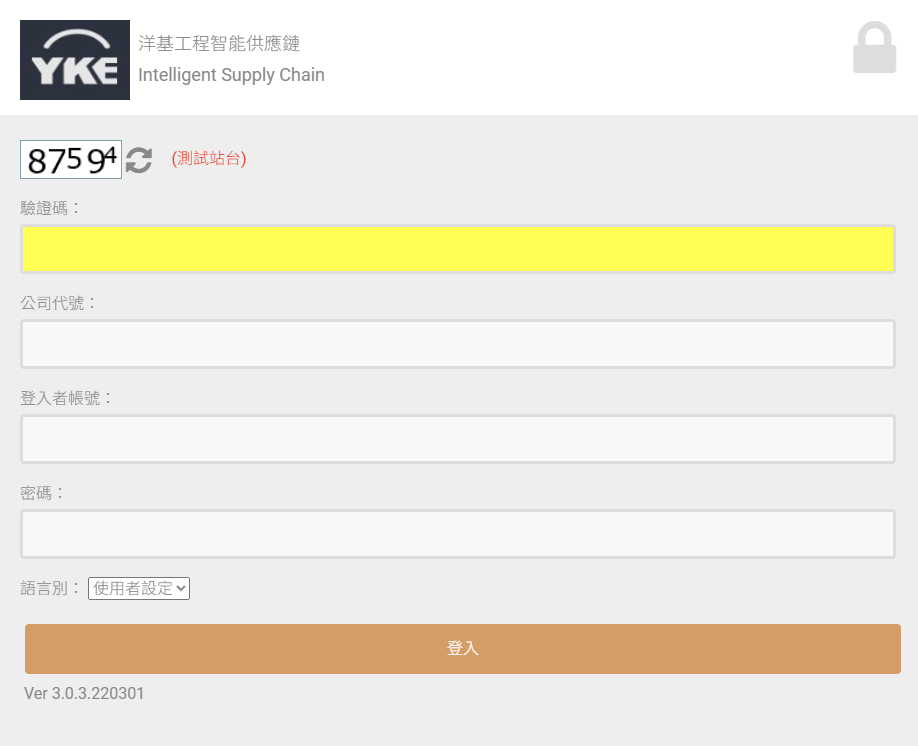 YKE
洋基工程智能供應鏈
Intelligent Supply Chain
87594
(測試站台)
驗證碼：
公司代號：
登入者帳號：
密碼：
語言別： 使用者設定
登入
Ver 3.0.3.220301